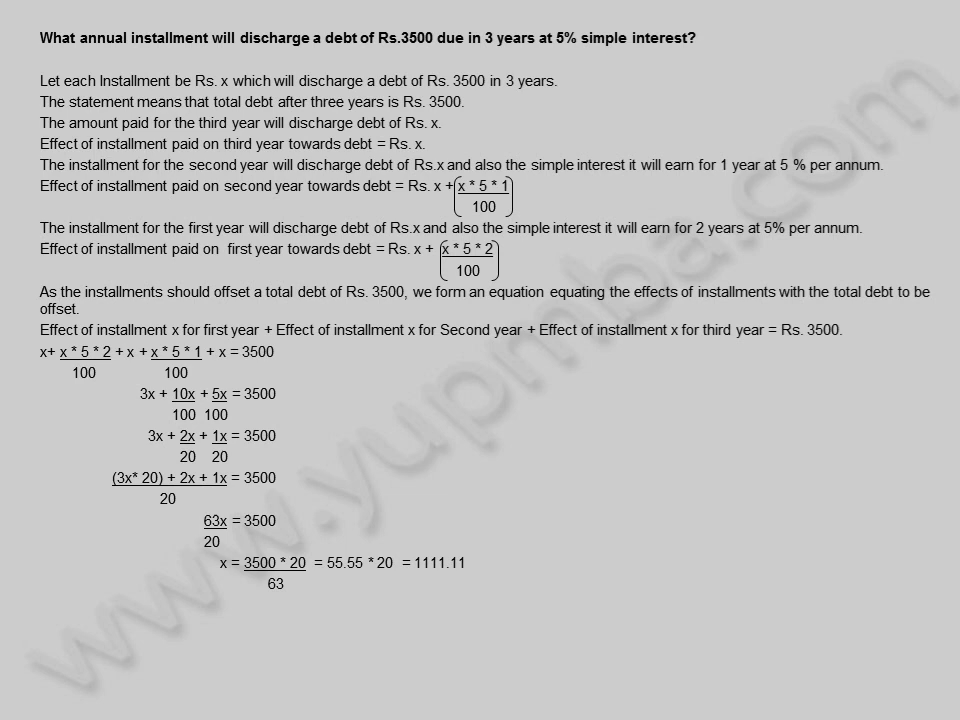 What annual installment will discharge a debt of Rs.3500 due in 3 years at 5% simple interest?
Let each Installment be Rs. x which will discharge a debt of Rs. 3500 in 3 years.
The statement means that total debt after three years is Rs. 3500.
The amount paid for the third year will discharge debt of Rs. x.
Effect of installment paid on third year towards debt = Rs. x.
The installment for the second year will discharge debt of Rs.x and also the simple interest it will earn for 1 year at 5 % per annum.
Effect of installment paid on second year towards debt = Rs. x + (x * 5 * 1)
100
The installment for the first year will discharge debt of Rs.x and also the simple interest it will earn for 2 years at 5% per annum.
Effect of installment paid on first year towards debt = Rs. x + (x * 5 * 2)
100
As the installments should offset a total debt of Rs. 3500, we form an equation equating the effects of installments with the total debt to be
offset.
Effect of installment x for first year + Effect of installment x for Second year + Effect of installment x for third year = Rs. 3500.
x+ x * 5 * 2 + x + x * 5 * 1 + x = 3500
100 100
3x + 10x + 5x = 3500
100 100
3x + 2x + 1x = 3500
20 20
(3x* 20) + 2x + 1x = 3500
20
63x = 3500
20
x = 3500 * 20 = 55.55 * 20 = 1111.11
63
www.yupmba.com